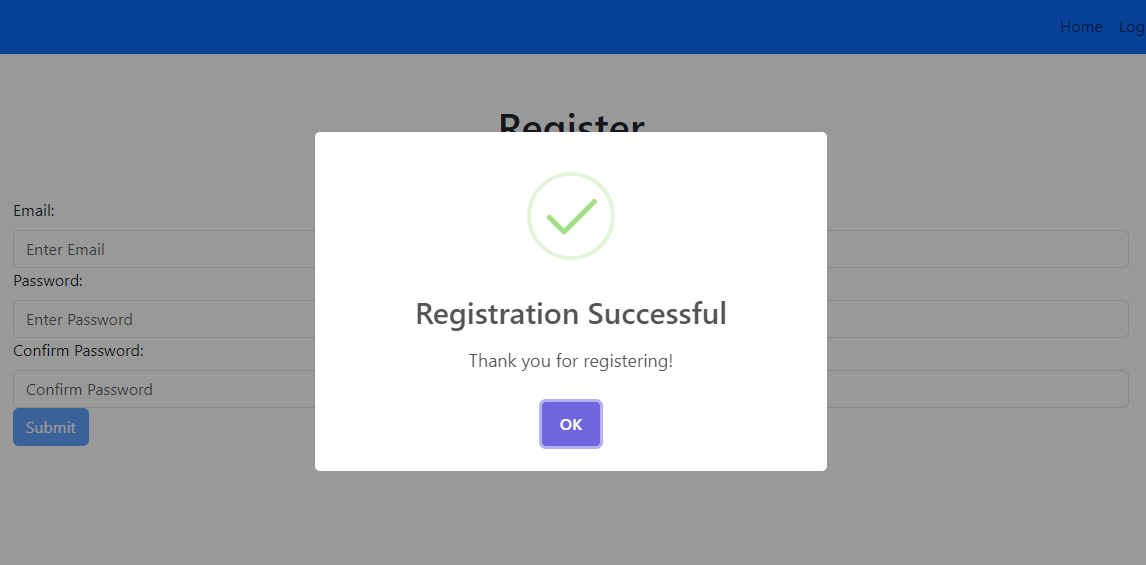 Home Log
Register
Email:
Enter Email
Password:
Enter Password
Confirm Password:
Confirm Password
Submit
Registration Successful
Thank you for registering!
OK